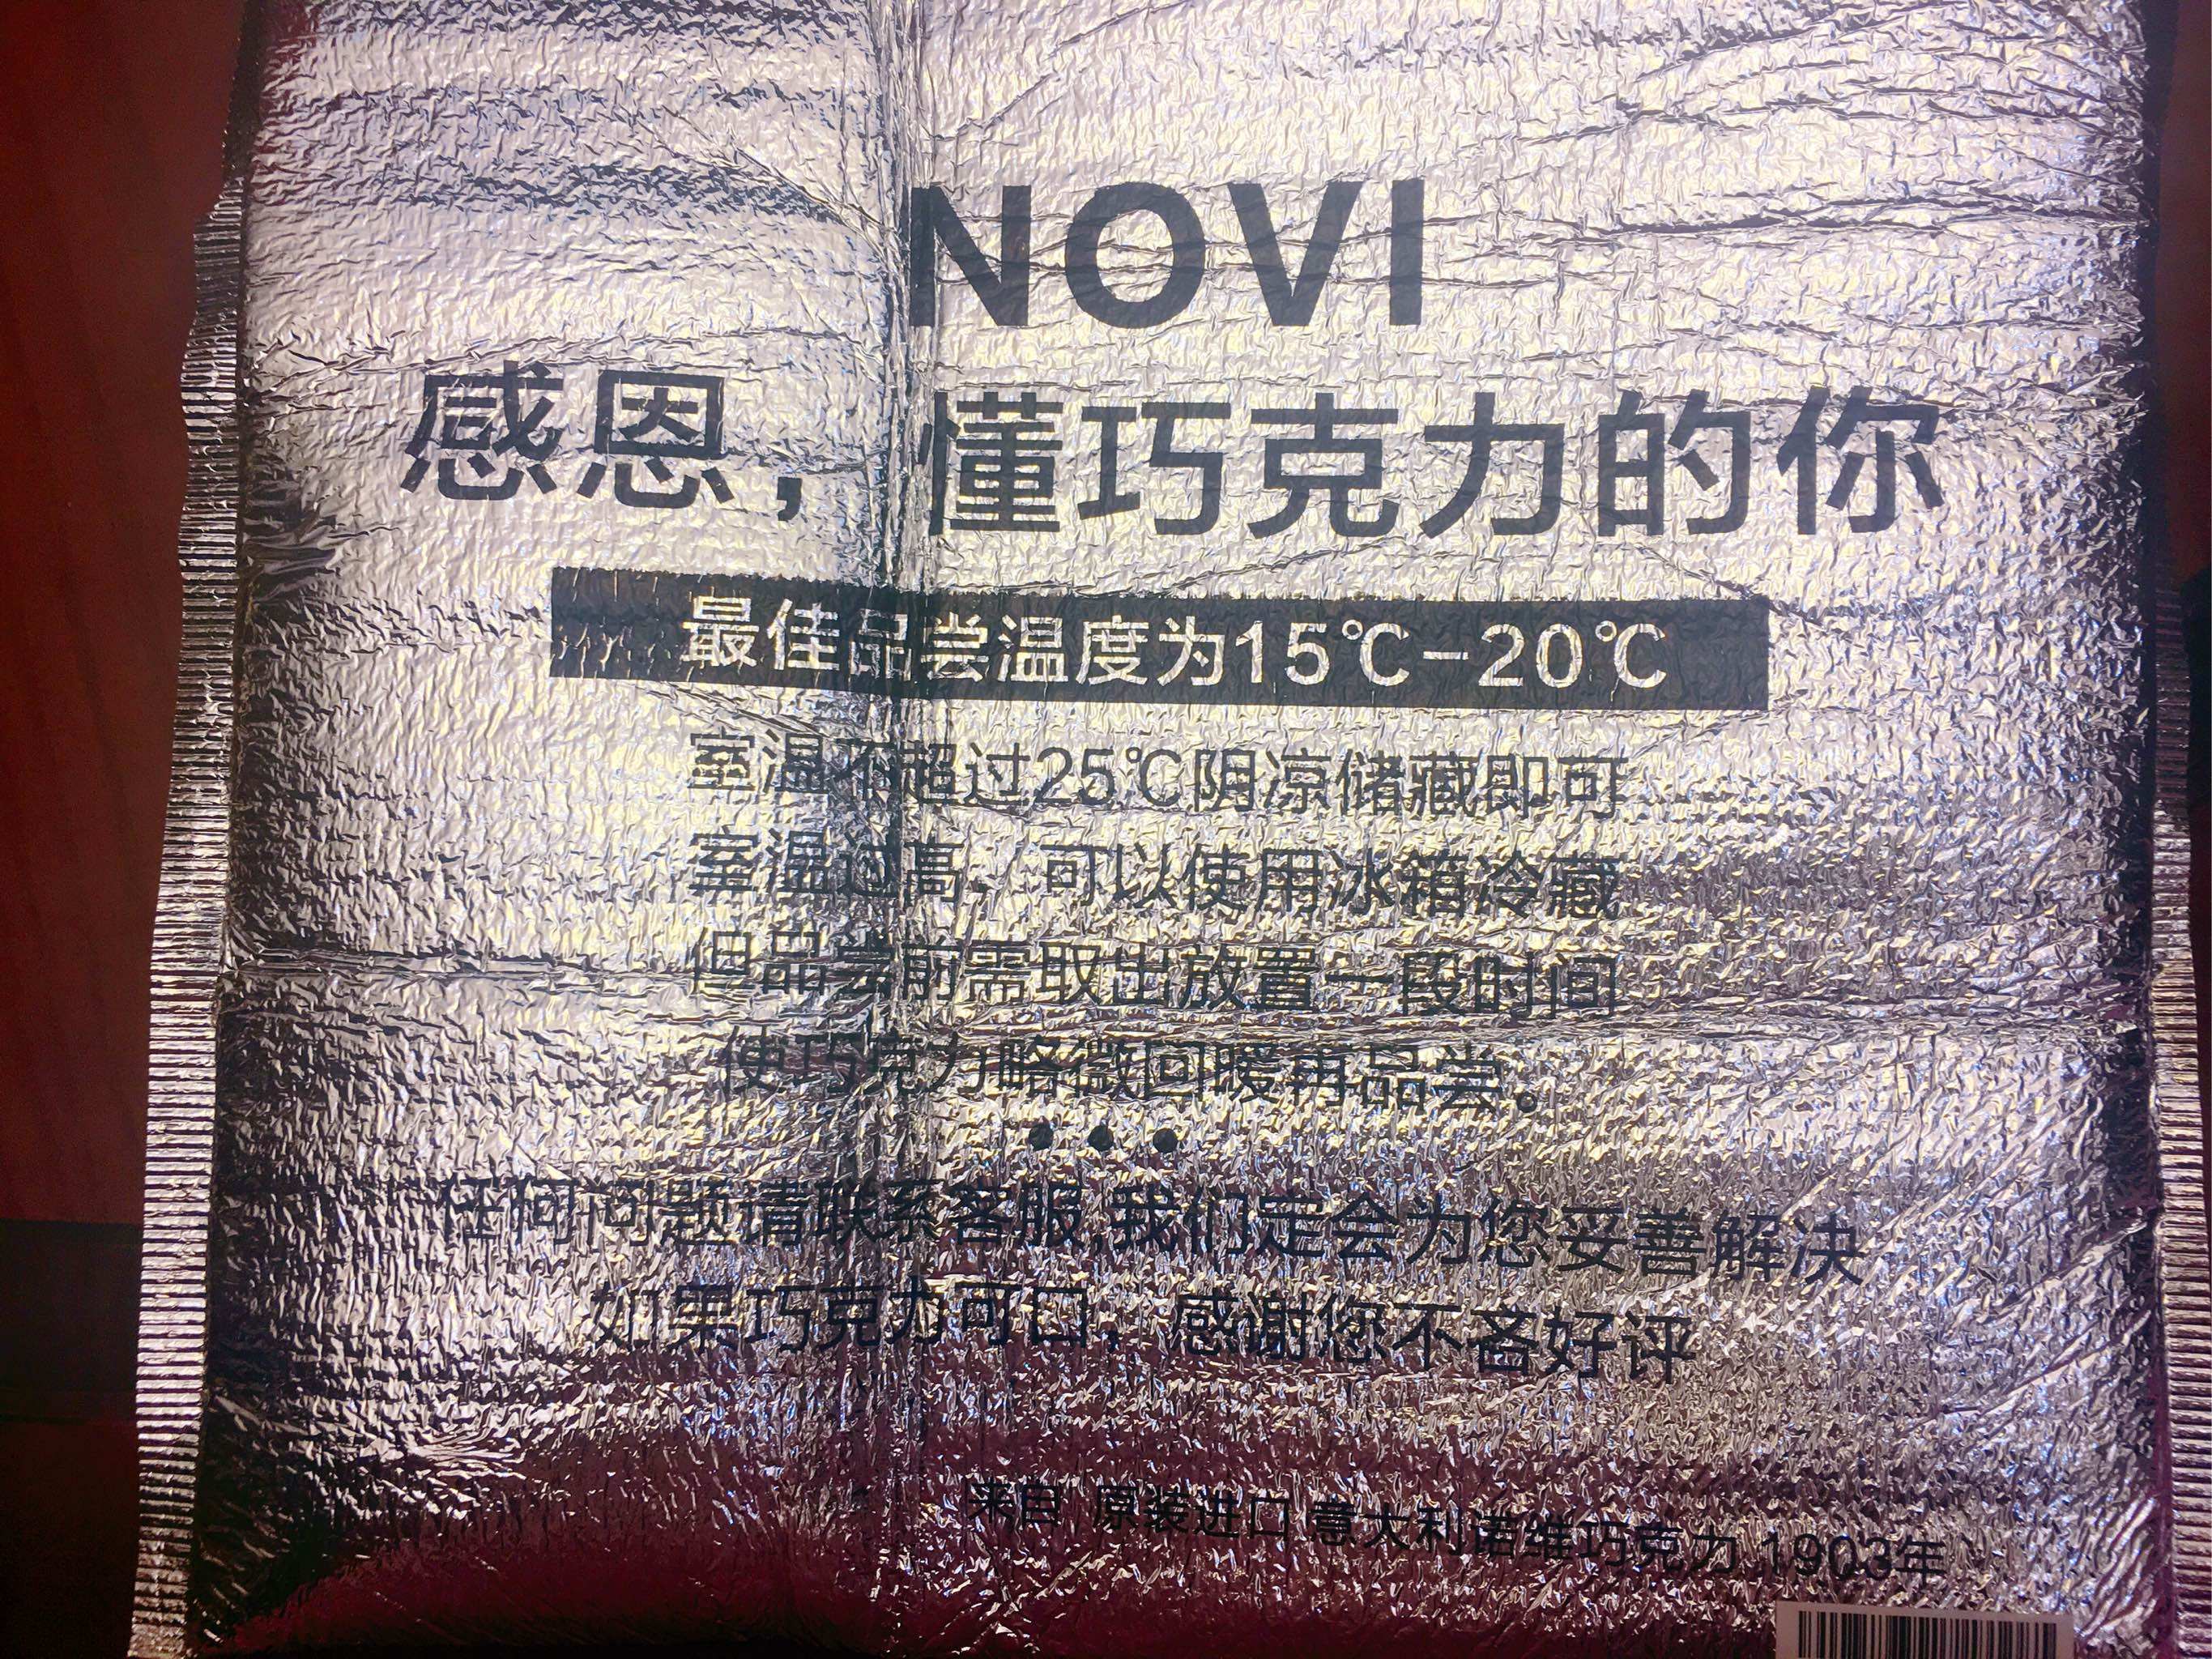 NOVI
感恩，懂巧克力的你
最佳品尝温度为15℃-20℃
室温不超过25℃阴凉储藏即可
室温过高，可以使用冰箱冷藏
但品尝前需取出放置一段时间
使巧克力略微回暖再品尝。
•••
任何问题请联系客服,我们定会为您妥善解决
如果巧克力可口，感谢您不吝好评
来自 原装进口 意大利诺维巧克力 1903年